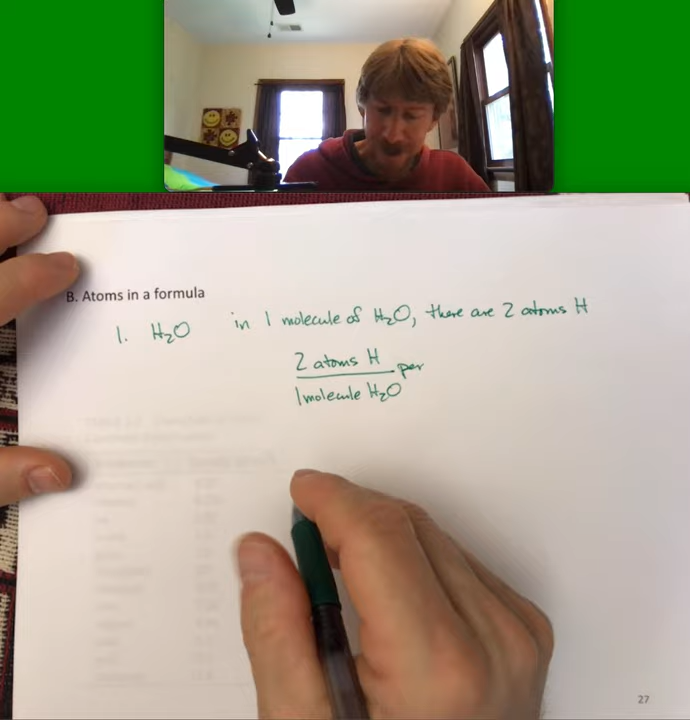 B. Atoms in a formula
1. H₂O in 1 molecule of H₂O, there are 2 atoms H
2 atoms H
per
1 molecule H₂O
27